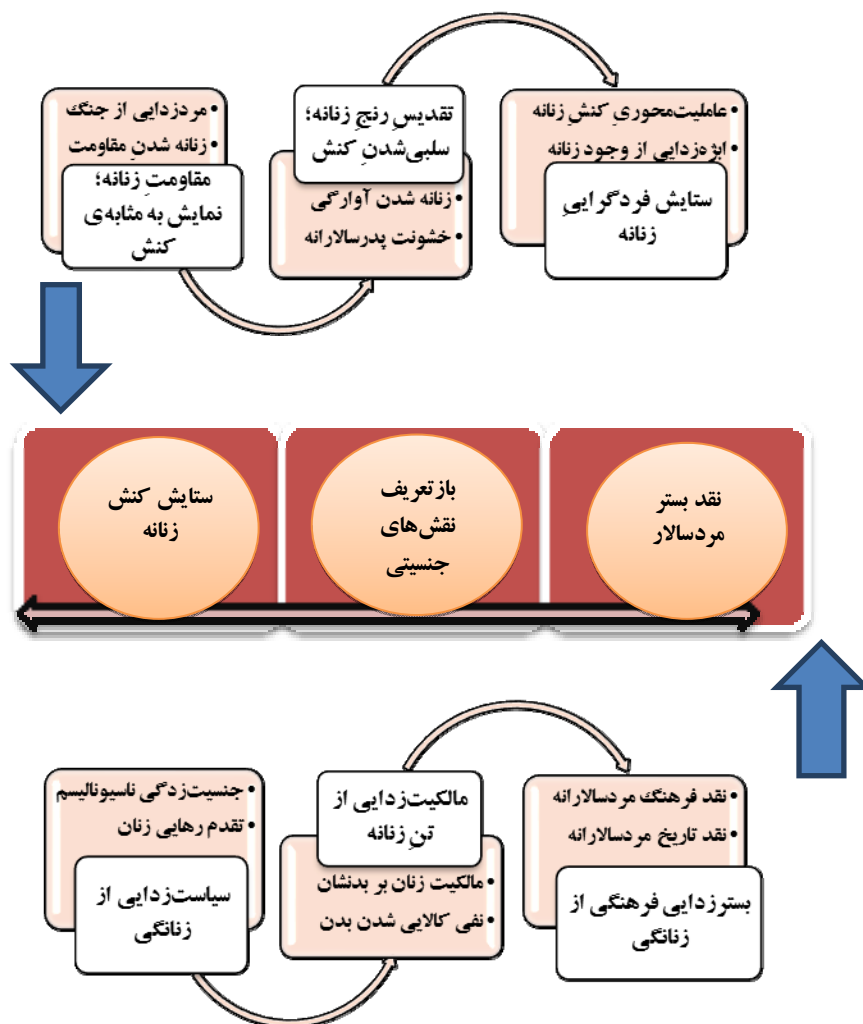 • عاملیت‌محوریِ کنشِ زنانه
• ابژه‌زدایی از وجود زنانه
ستایش فردگراییِ
زنانه
تقدیسِ رنجِ زنانه؛
سلبی‌شدنِ کنش
• زنانه شدن آوارگی
• خشونت پدرسالارانه
• مردزدایی از جنگ
• زنانه شدنِ مقاومت
مقاومتِ زنانه؛
نمایش به مثابه‌ی
کنش
نقد بستر
مردسالار
بازتعریف
نقش‌های
جنسیتی
ستایش کنش
زنانه
• نقد فرهنگ مردسالارانه
• نقد تاریخ مردسالارانه
بسترزدایی فرهنگی از
زنانگی
مالکیت‌زدایی از
تنِ زنانه
• مالکیت زنان بر بدنشان
• نفی کالایی شدن بدن
• جنسیت‌زدگی ناسیونالیسم
• تقدم رهایی زنان
سیاست‌زدایی از
زنانگی